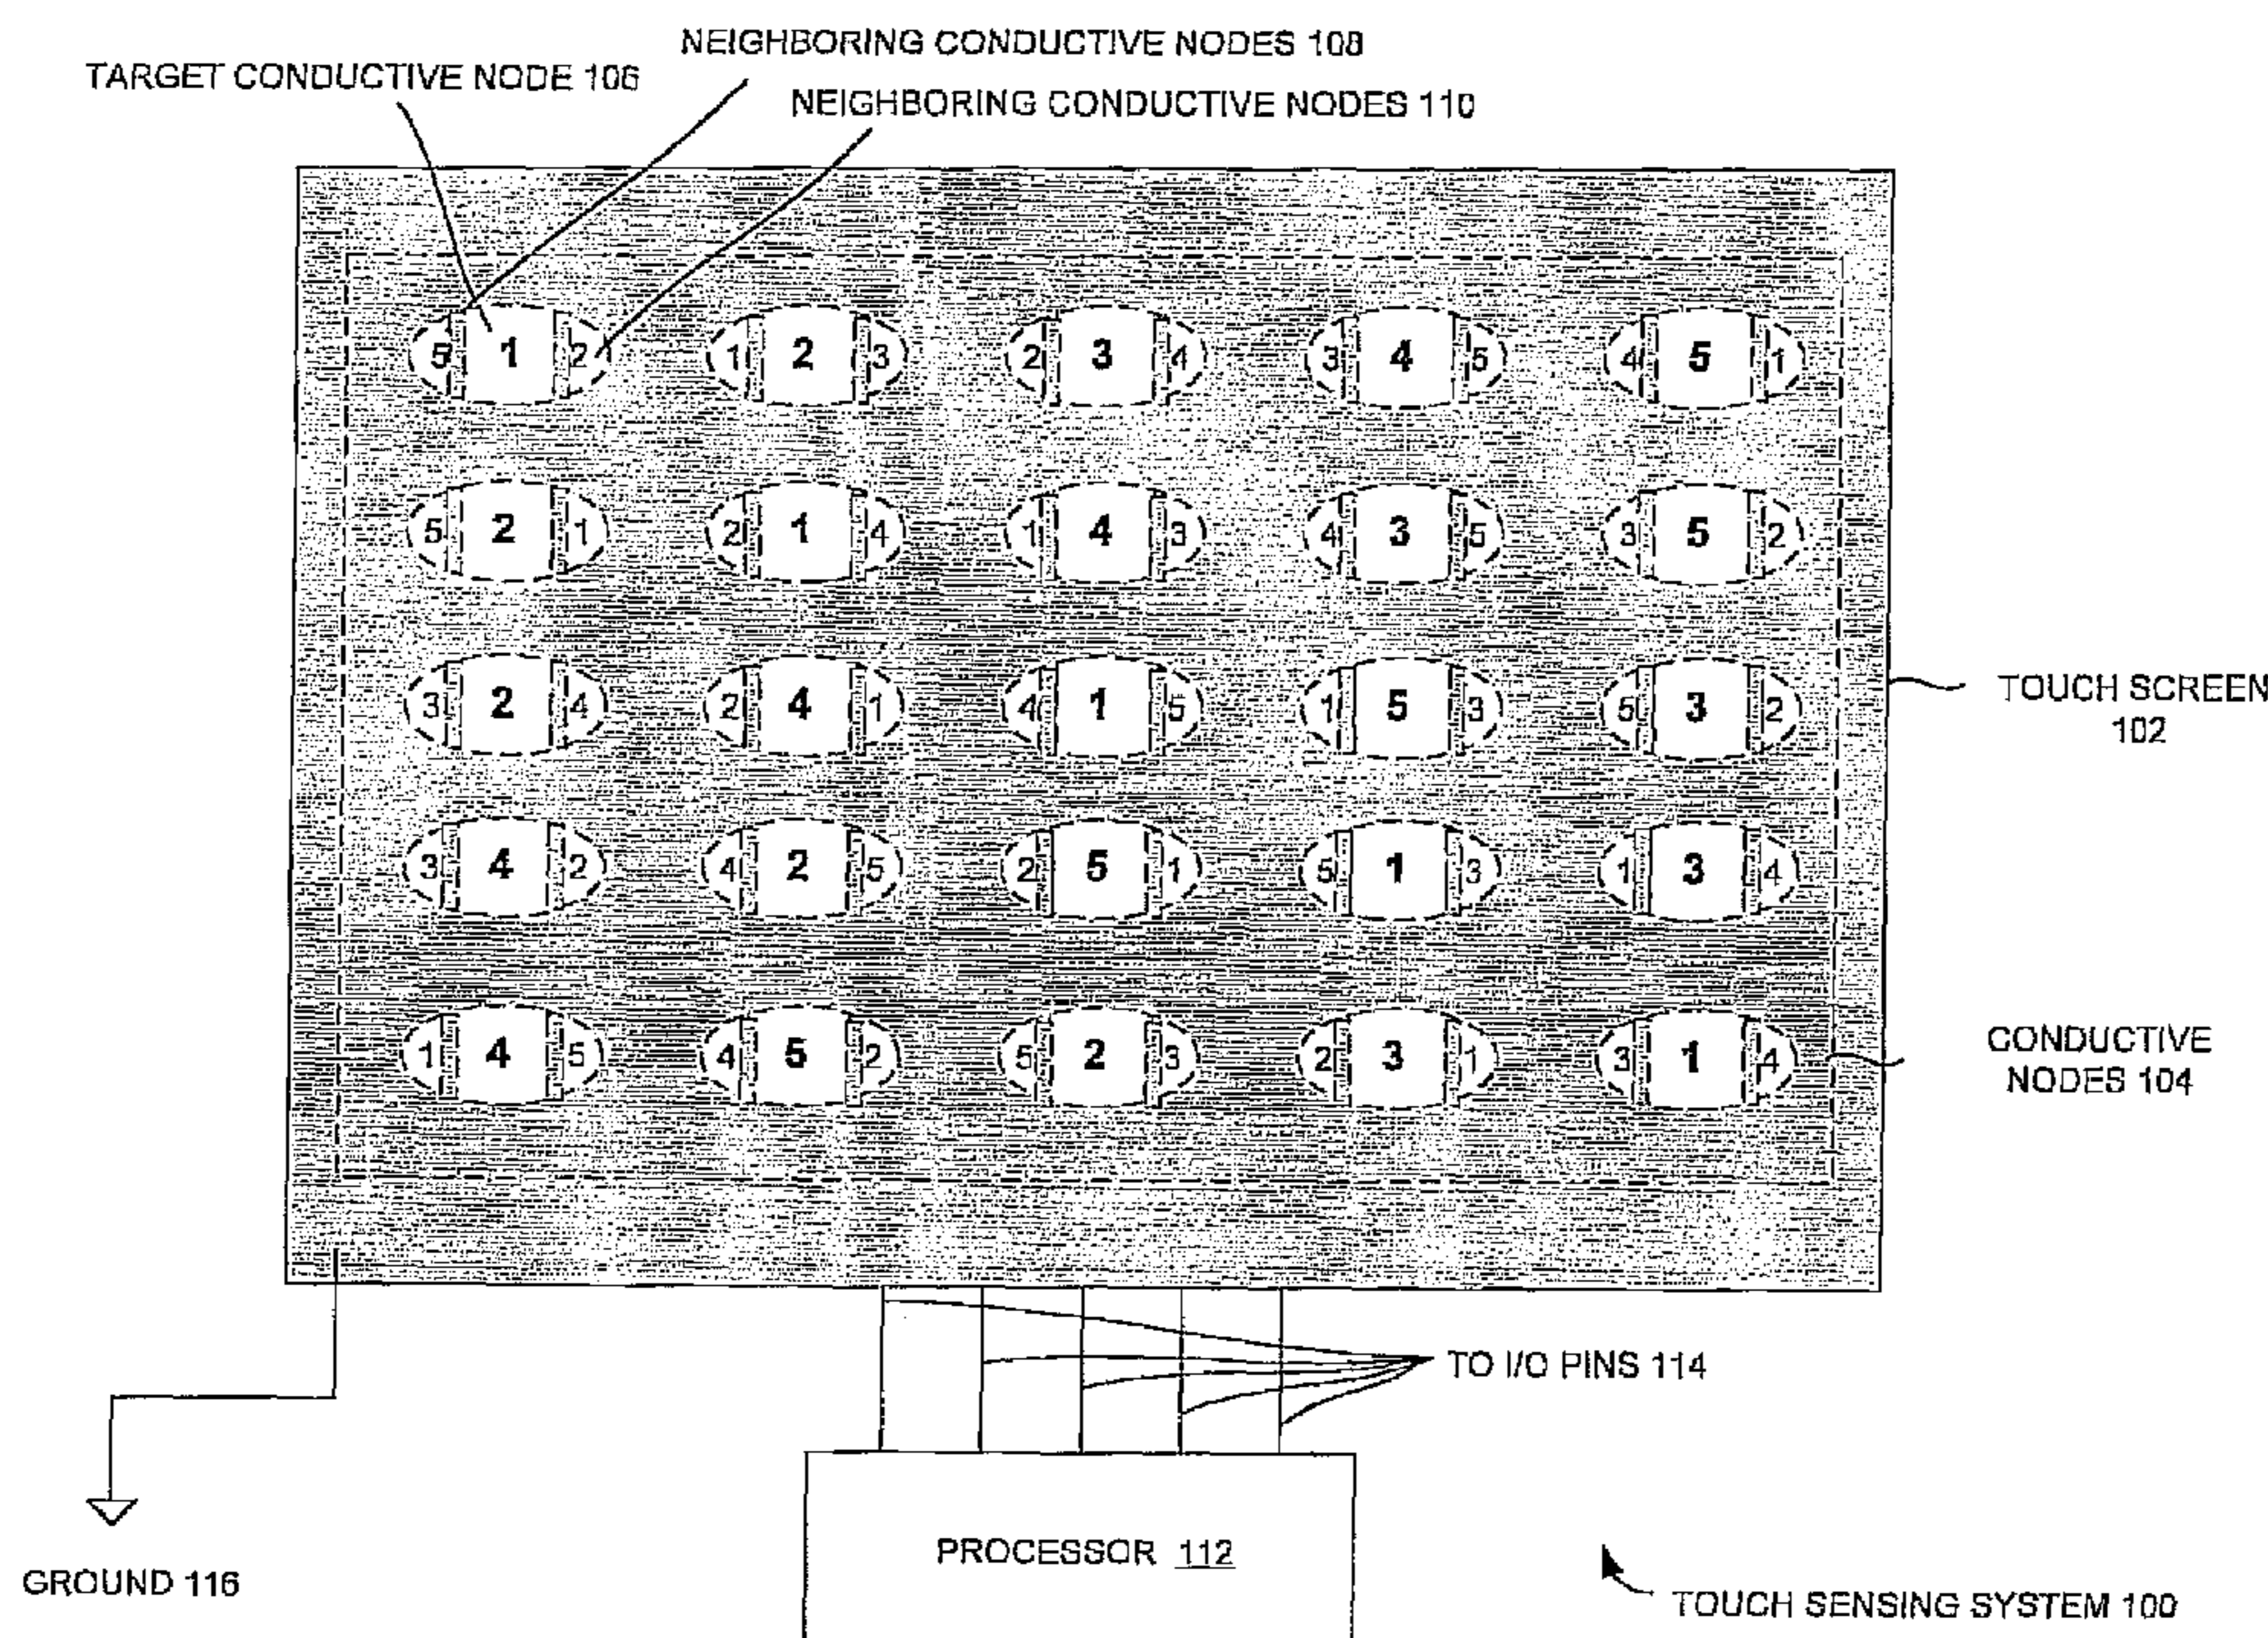 NEIGHBORING CONDUCTIVE NODES 108
TARGET CONDUCTIVE NODE 106
NEIGHBORING CONDUCTIVE NODES 110
5 1 2 1 2 3 2 3 4 3 4 5 4 5 1
5 2 1 2 1 4 1 4 3 4 3 5 3 5 2
3 2 4 2 4 1 4 1 5 1 5 3 5 3 2
TOUCH SCREEN
102
3 4 2 4 2 5 2 5 1 5 1 3 1 3 4
1 4 5 4 5 2 5 2 3 2 3 1 3 1 4
CONDUCTIVE
NODES 104
TO I/O PINS 114
PROCESSOR 112
GROUND 116
TOUCH SENSING SYSTEM 100